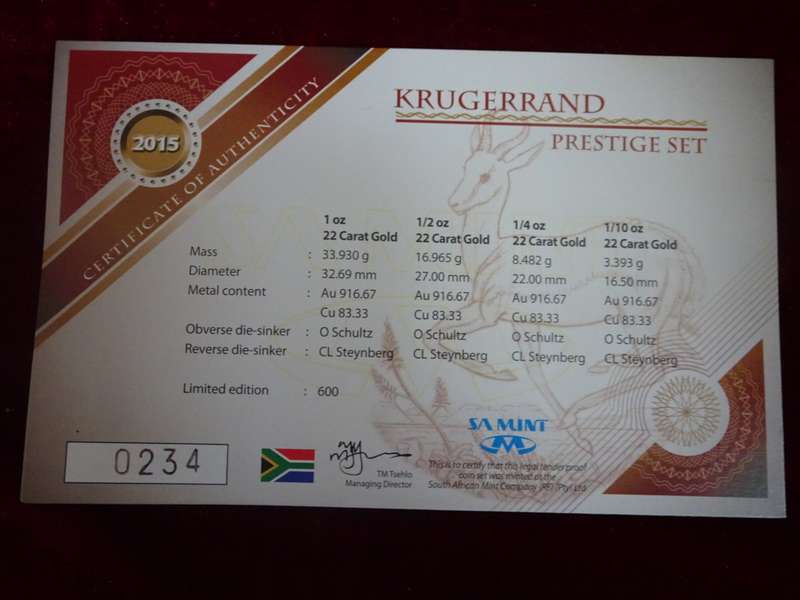 2015
CERTIFICATE OF AUTHENTICITY
KRUGERRAND
PRESTIGE SET
1 oz 1/2 oz 1/4 oz 1/10 oz
22 Carat Gold 22 Carat Gold 22 Carat Gold 22 Carat Gold
Mass : 33.930 g 16.965 g 8.482 g 3.393 g
Diameter : 32.69 mm 27.00 mm 22.00 mm 16.50 mm
Metal content : Au 916.67 Au 916.67 Au 916.67 Au 916.67
Cu 83.33 Cu 83.33 Cu 83.33 Cu 83.33
Obverse die-sinker : O Schultz O Schultz O Schultz O Schultz
Reverse die-sinker : CL Steynberg CL Steynberg CL Steynberg CL Steynberg
Limited edition : 600
0234
TM Tsehlo
Managing Director
SA MINT
This is to certify that this legal tender proof
coin set was minted at the
South African Mint Company (RF) (Pty) Ltd